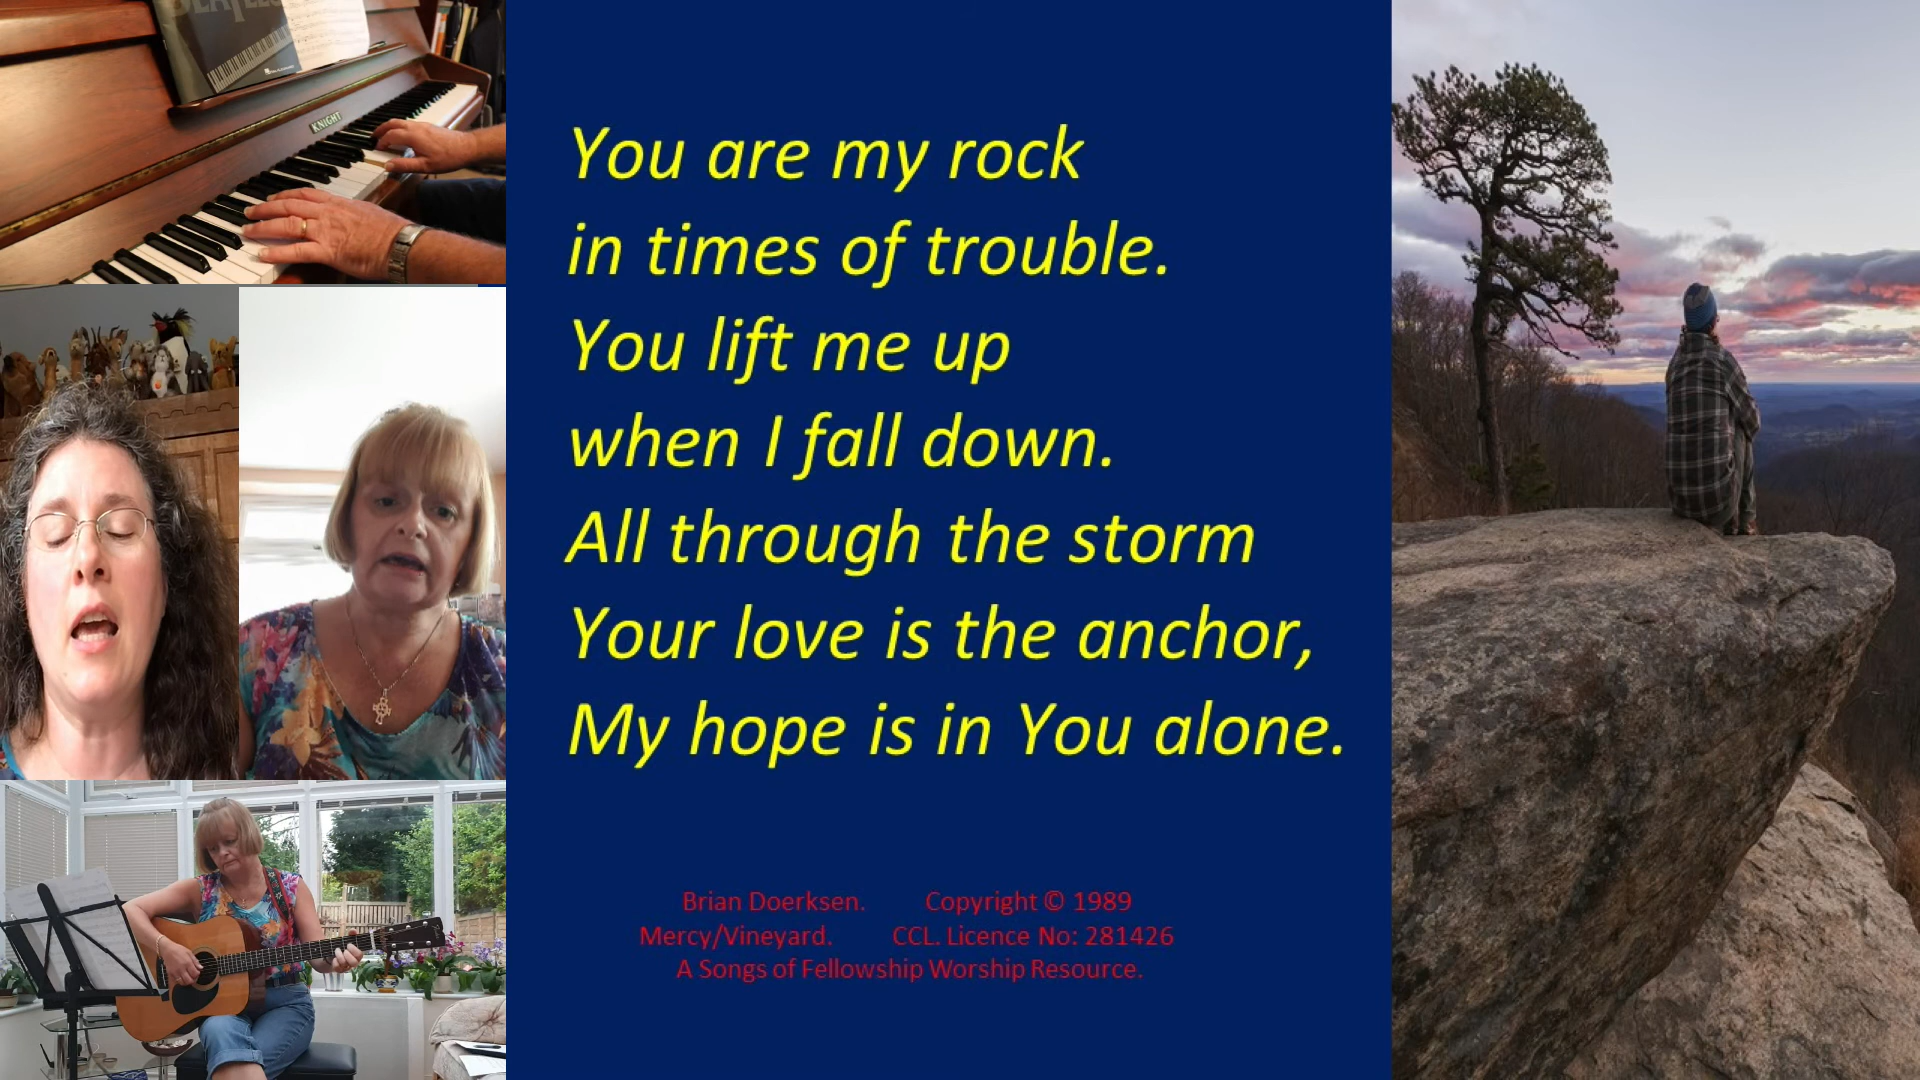 BEATLES
KNIGHT
You are my rock
in times of trouble.
You lift me up
when I fall down.
All through the storm
Your love is the anchor,
My hope is in You alone.
Brian Doerksen. Copyright © 1989
Mercy/Vineyard. CCL. Licence No: 281426
A Songs of Fellowship Worship Resource.